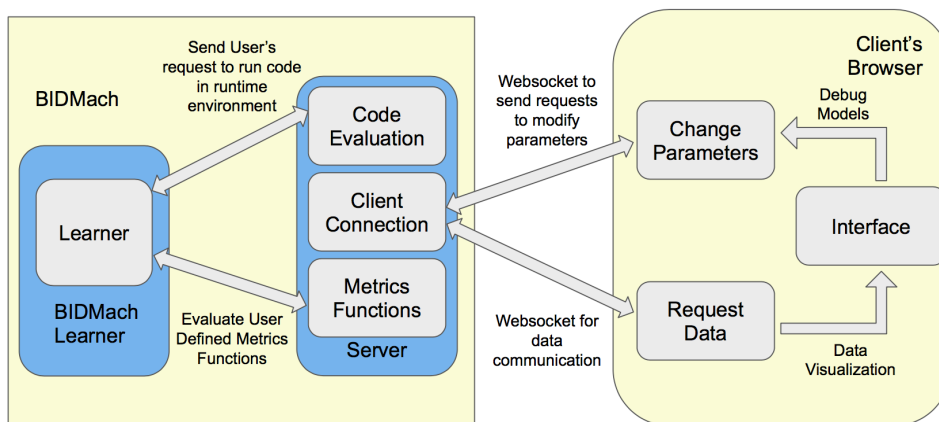 Send User's
request to run code
in runtime
environment
BIDMach
Code
Evaluation
Learner
Client
Connection
Metrics
Functions
BIDMach
Learner
Evaluate User
Defined Metrics
Functions
Server
Websocket to
send requests
to modify
parameters
Websocket for
data
communication
Client's
Browser
Debug
Models
Change
Parameters
Interface
Request
Data
Data
Visualization